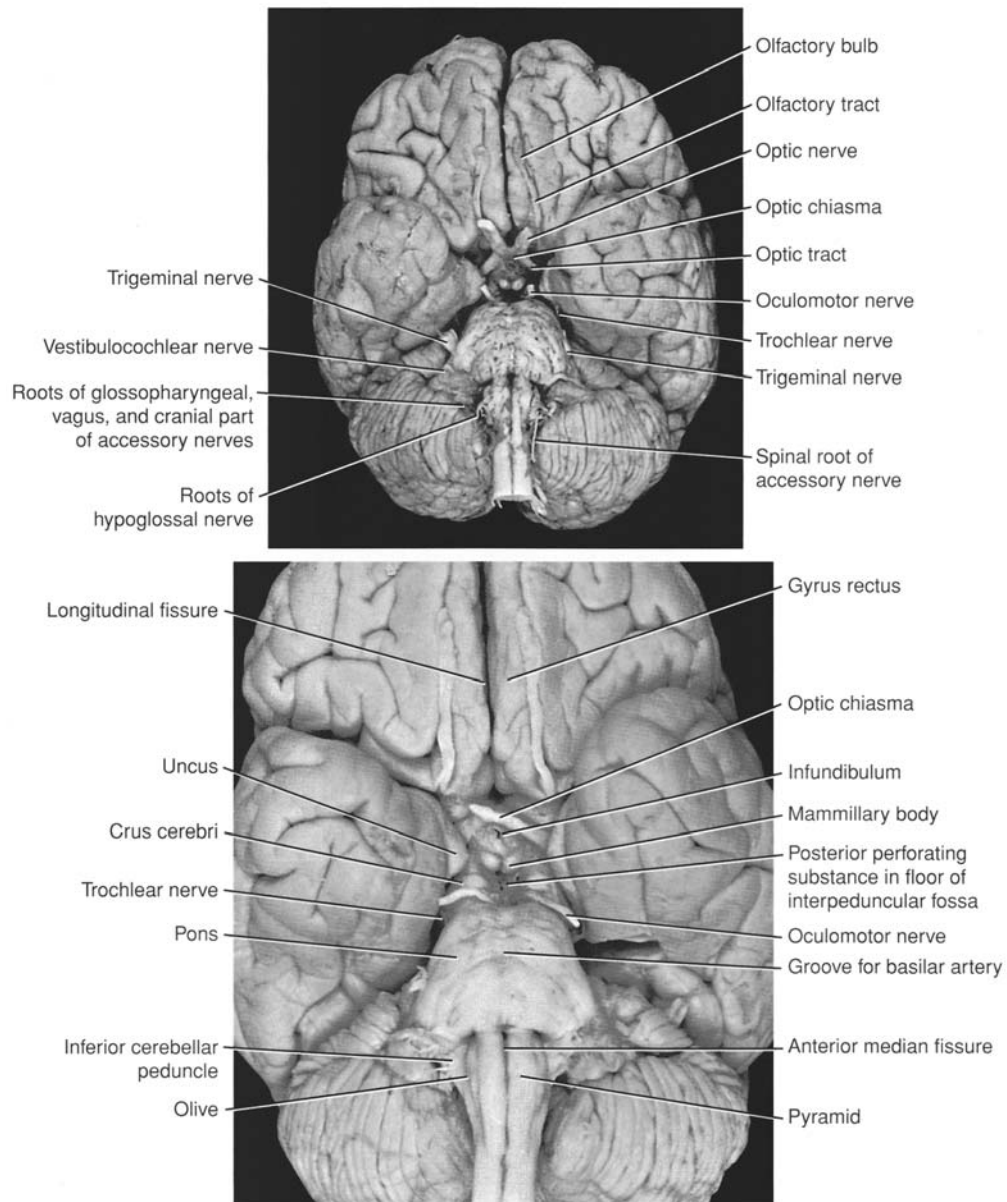 Olfactory bulb
Olfactory tract
Optic nerve
Optic chiasma
Optic tract
Oculomotor nerve
Trochlear nerve
Trigeminal nerve
Spinal root of
accessory nerve
Trigeminal nerve
Vestibulocochlear nerve
Roots of glossopharyngeal,
vagus, and cranial part
of accessory nerves
Roots of
hypoglossal nerve
Longitudinal fissure
Uncus
Crus cerebri
Trochlear nerve
Pons
Inferior cerebellar
peduncle
Olive
Gyrus rectus
Optic chiasma
Infundibulum
Mammillary body
Posterior perforating
substance in floor of
interpeduncular fossa
Oculomotor nerve
Groove for basilar artery
Anterior median fissure
Pyramid